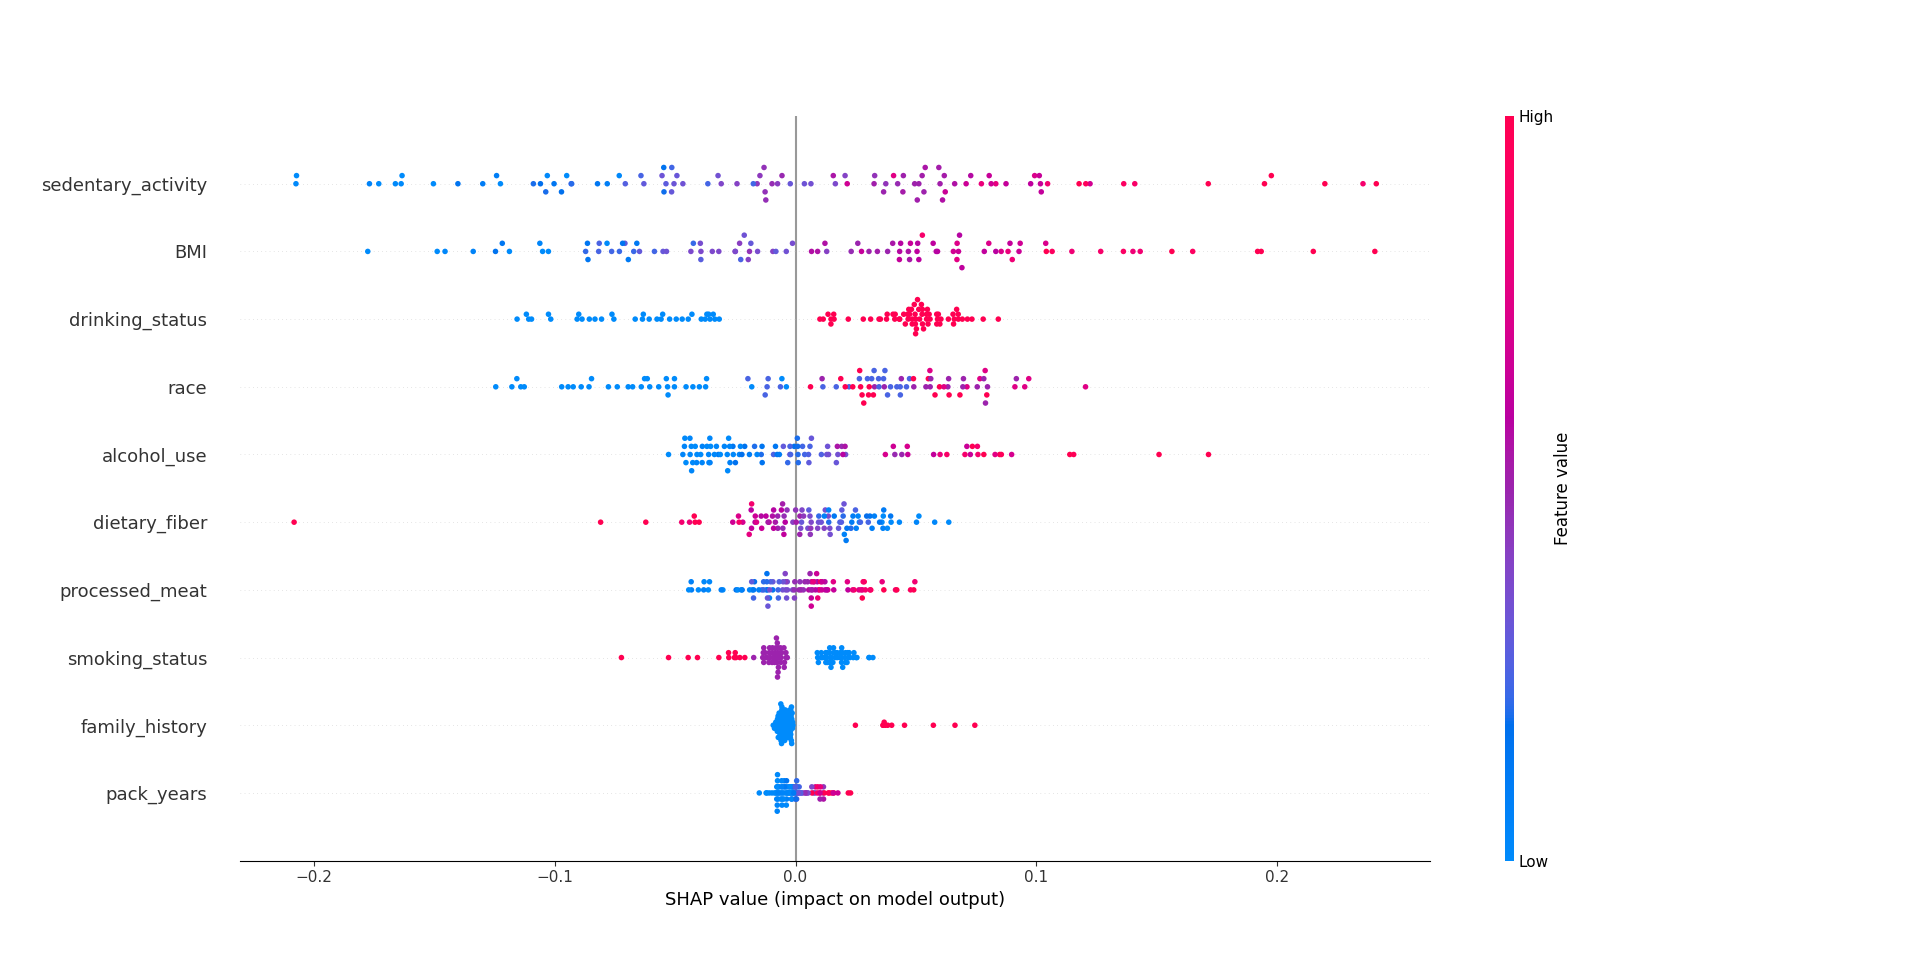 High
sedentary_activity
BMI
drinking_status
race
alcohol_use
dietary_fiber
processed_meat
smoking_status
family_history
pack_years
Feature value
Low
−0.2 −0.1 0.0 0.1 0.2
SHAP value (impact on model output)